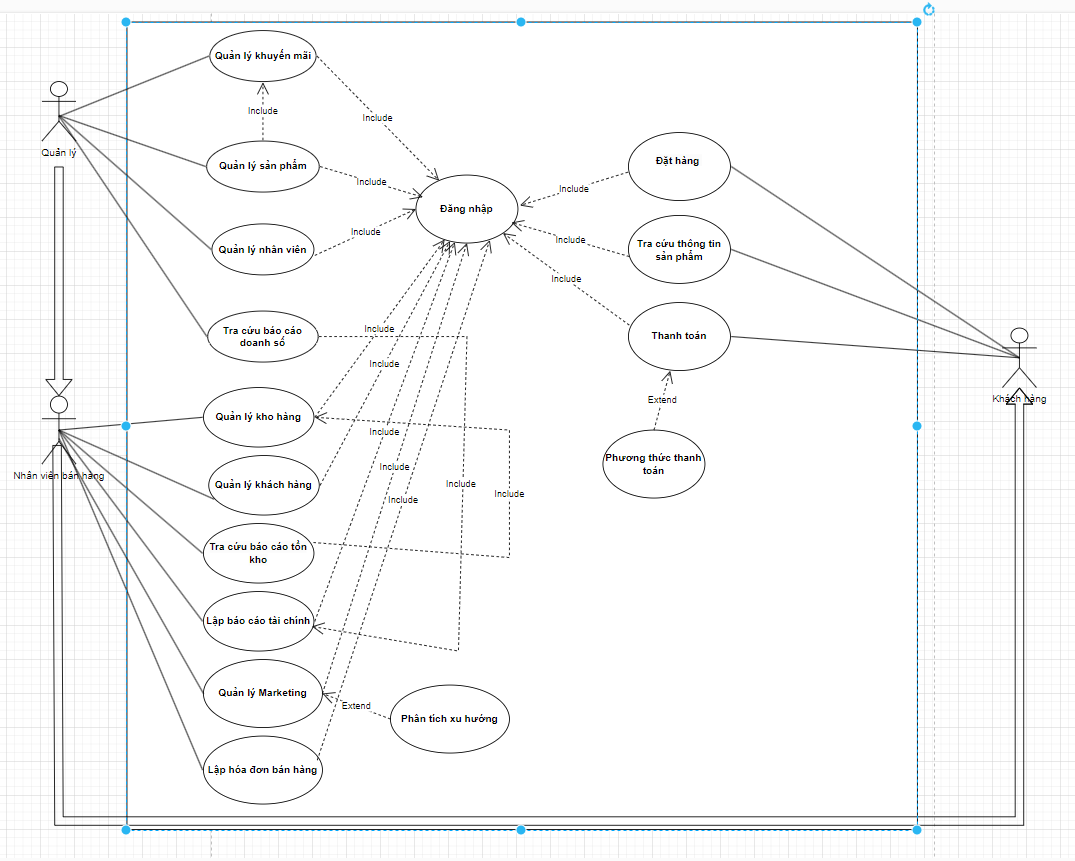 Quản lý khuyến mãi
Include
Include
Quản lý
Quản lý sản phẩm
Include
Đăng nhập
Include
Quản lý nhân viên
Đặt hàng
Include
Tra cứu thông tin
sản phẩm
Include
Include
Tra cứu báo cáo
doanh số
Include
Include
Thanh toán
Extend
Khách hàng
Quản lý kho hàng
Include
Phương thức thanh
toán
Nhân viên bán hàng
Quản lý khách hàng
Include
Include
Include
Include
Tra cứu báo cáo tồn
kho
Lập báo cáo tài chính
Quản lý Marketing
Extend
Phân tích xu hướng
Lập hóa đơn bán hàng